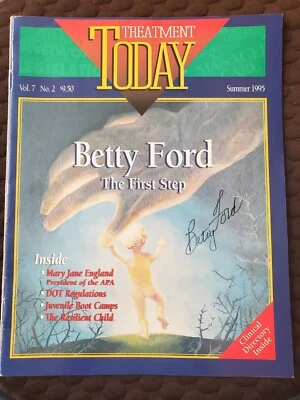 TREATMENT
TODAY
Vol. 7 No. 2 $9.50
Summer 1995
Betty Ford
The First Step
Betty Ford
Inside
• Mary Jane England
President of the APA
• DOT Regulations
• Juvenile Boot Camps
• The Resilient Child
Clinical
Directory
Inside